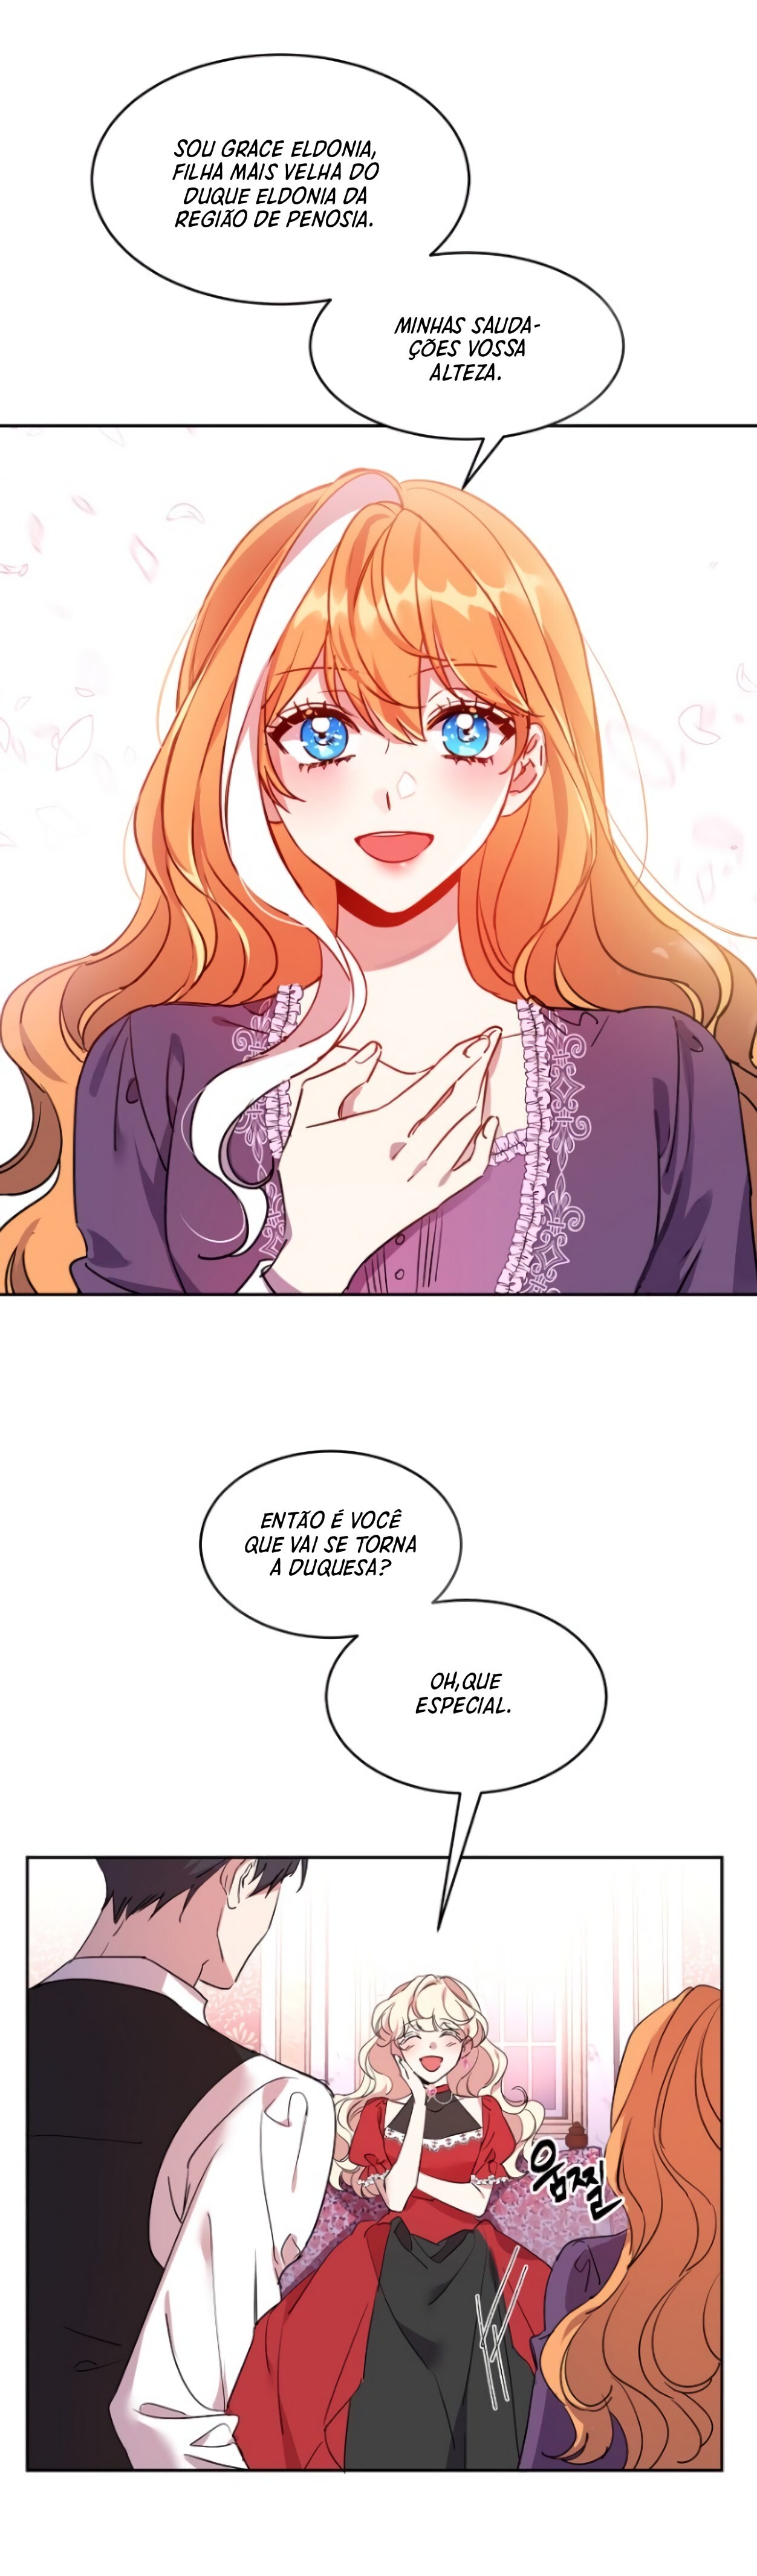 SOU GRACE ELDONIA,
FILHA MAIS VELHA DO
DUQUE ELDONIA DA
REGIÃO DE PENOSIA.
MINHAS SAUDA-
ÇÕES VOSSA
ALTEZA.
ENTÃO É VOCÊ
QUE VAI SE TORNA
A DUQUESA?
OH,QUE
ESPECIAL.
움찔